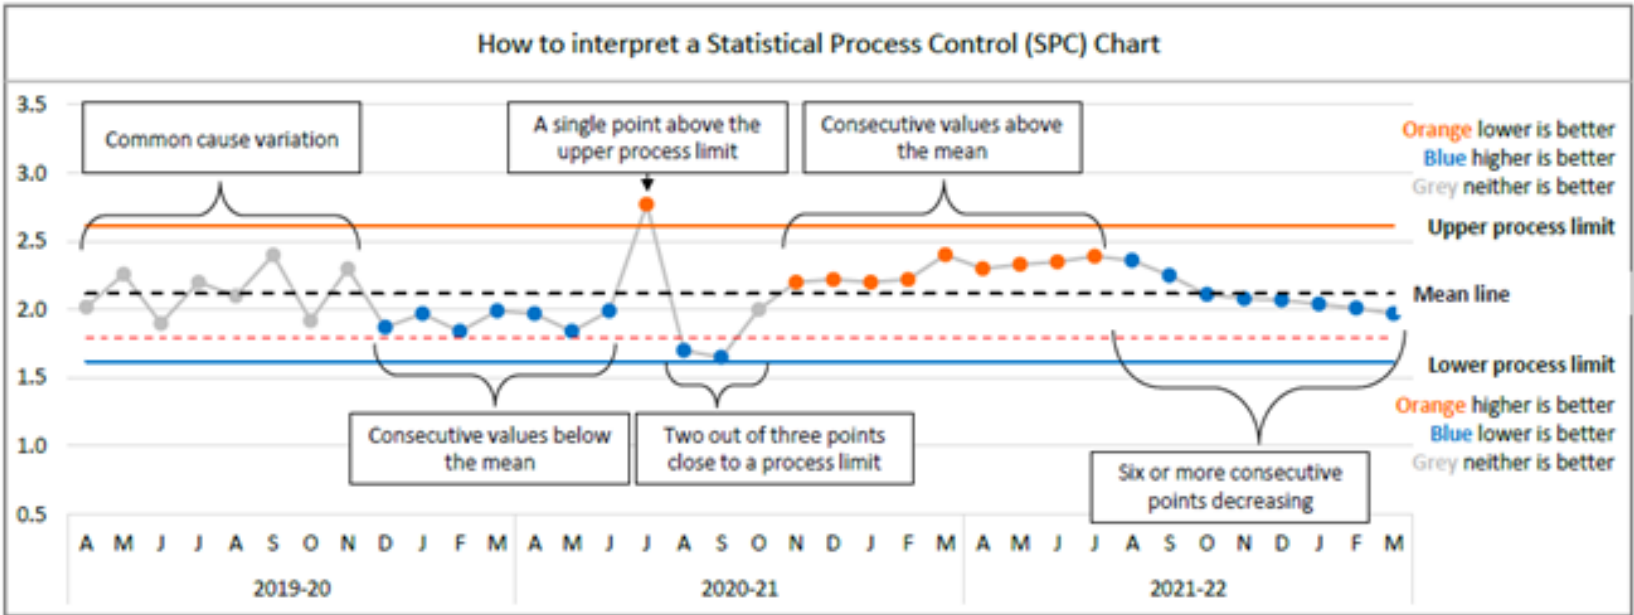 How to interpret a Statistical Process Control (SPC) Chart
3.5
3.0
2.5
2.0
1.5
1.0
0.5
Common cause variation
A single point above the
upper process limit
Consecutive values above
the mean
Orange lower is better
Blue higher is better
Grey neither is better
Upper process limit
Mean line
Lower process limit
Orange higher is better
Blue lower is better
Grey neither is better
Consecutive values below
the mean
Two out of three points
close to a process limit
Six or more consecutive
points decreasing
A M J J A S O N D J F M A M J J A S O N D J F M A M J J A S O N D J F M
2019-20 2020-21 2021-22